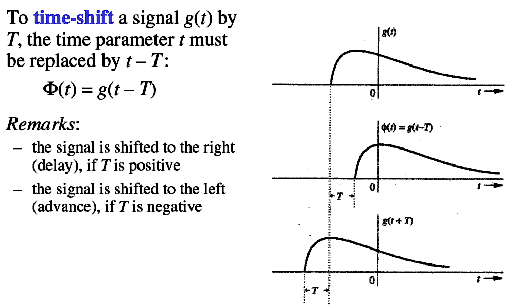 To time-shift a signal g(t) by
T, the time parameter t must
be replaced by t – T:
Φ(t) = g(t – T)
Remarks:
– the signal is shifted to the right
(delay), if T is positive
– the signal is shifted to the left
(advance), if T is negative
g(t)
0
t
ϕ(t) = g(t–T)
0
t
T
g(t + T)
0
t
T